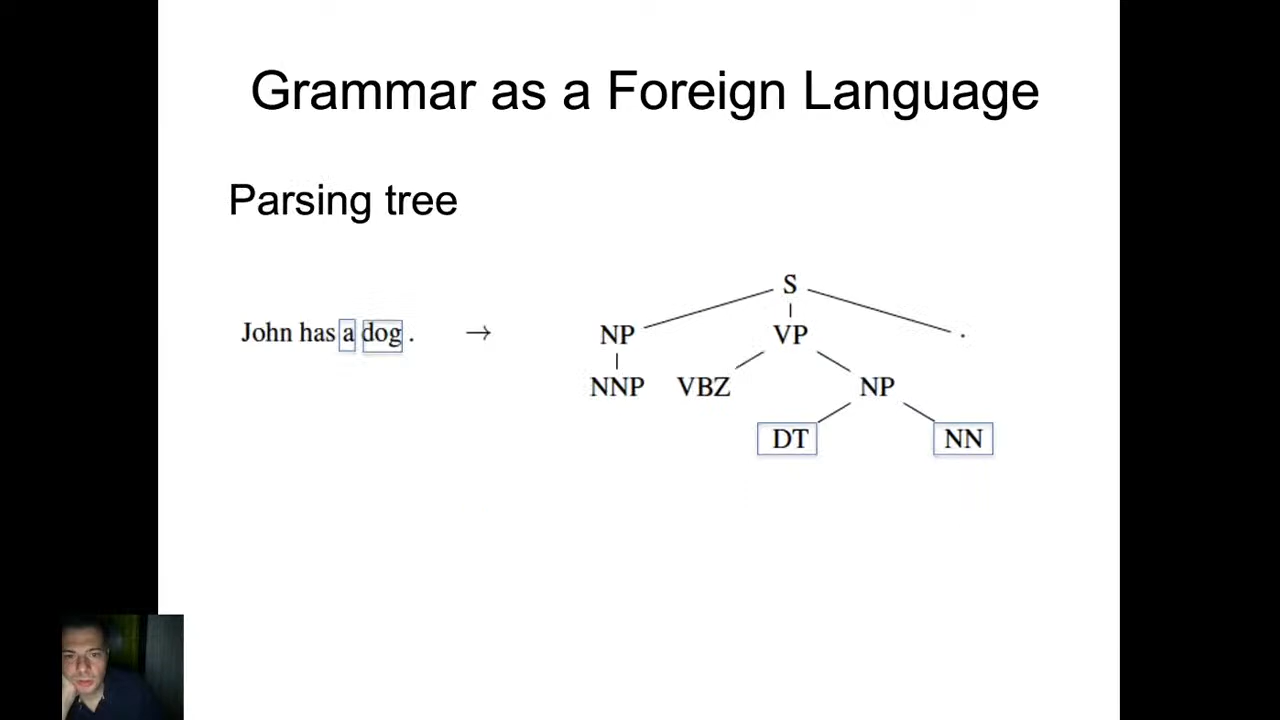 Grammar as a Foreign Language
Parsing tree
S
John has a dog . → NP VP .
NNP VBZ NP
DT NN